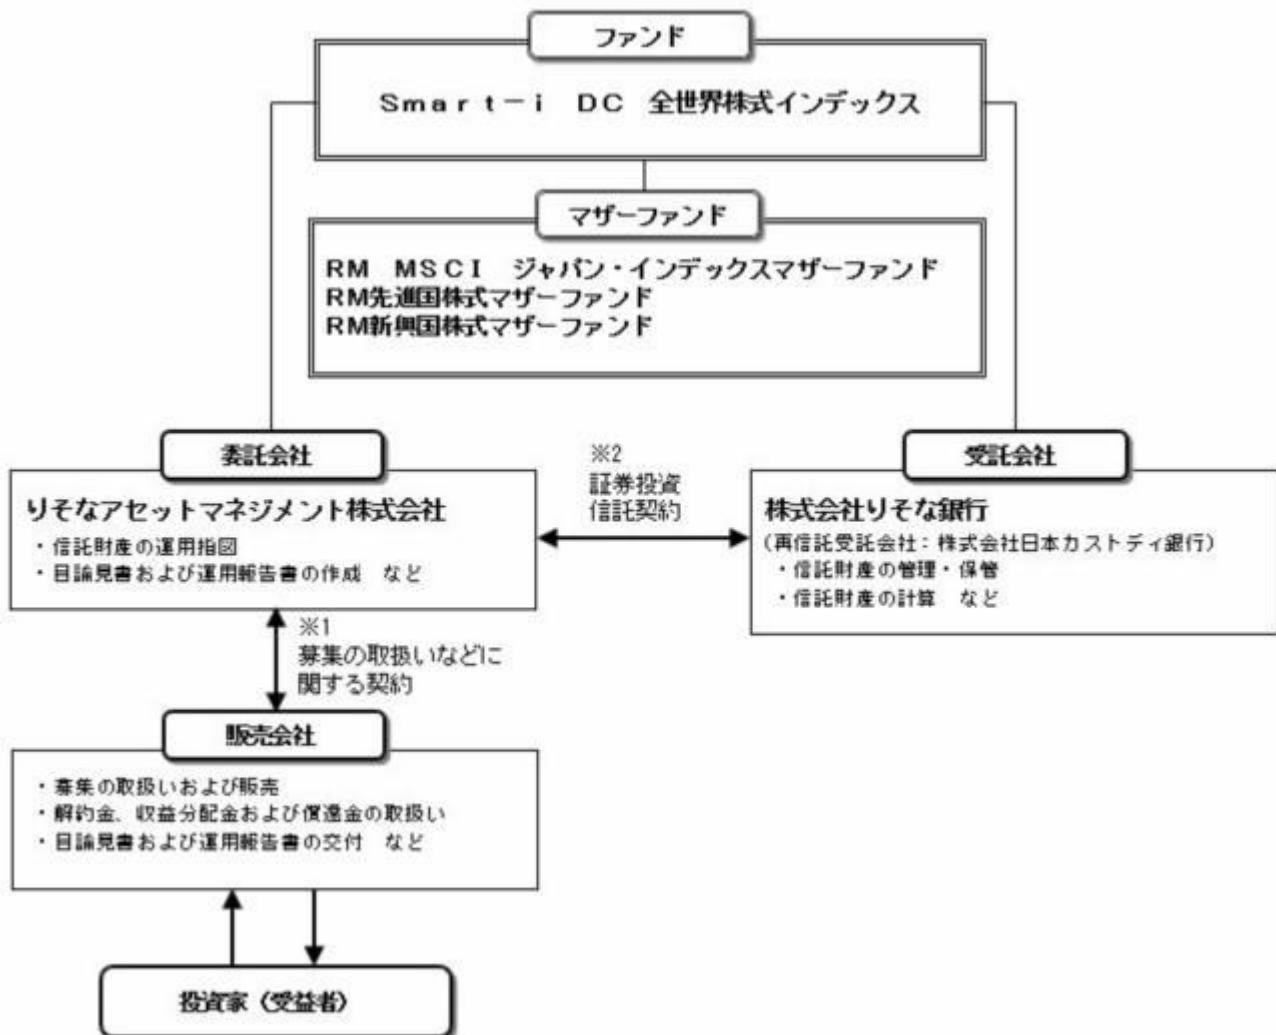 ファンド
Smart－i　DC　全世界株式インデックス
マザーファンド
RM　MSCI　ジャパン・インデックスマザーファンド
RM先進国株式マザーファンド
RM新興国株式マザーファンド
委託会社
りそなアセットマネジメント株式会社
・信託財産の運用指図
・目論見書および運用報告書の作成　など
※2
証券投資
信託契約
受託会社
株式会社りそな銀行
（再信託受託会社：株式会社日本カストディ銀行）
・信託財産の管理・保管
・信託財産の計算　など
※1
募集の取扱いなどに
関する契約
販売会社
・募集の取扱いおよび販売
・解約金、収益分配金および償還金の取扱い
・目論見書および運用報告書の交付　など
投資家（受益者）